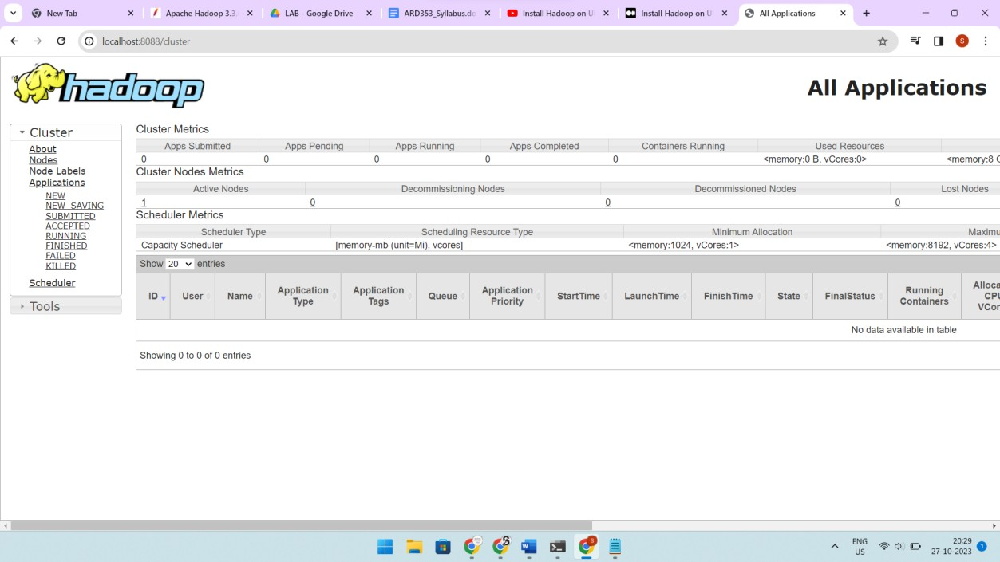 New Tab
Apache Hadoop 3.3.
LAB - Google Drive
ARD353_Syllabus.do
Install Hadoop on U
Install Hadoop on U
All Applications
localhost:8088/cluster
S
hadoop
All Applications
Cluster
About
Nodes
Node Labels
Applications
NEW
NEW_SAVING
SUBMITTED
ACCEPTED
RUNNING
FINISHED
FAILED
KILLED
Scheduler
Tools
Cluster Metrics
Apps Submitted Apps Pending Apps Running Apps Completed Containers Running Used Resources
0 0 0 0 0 <memory:0 B, vCores:0> <memory:8 G
Cluster Nodes Metrics
Active Nodes Decommissioning Nodes Decommissioned Nodes Lost Nodes
1 0 0 0
Scheduler Metrics
Scheduler Type Scheduling Resource Type Minimum Allocation Maximu
Capacity Scheduler [memory-mb (unit=Mi), vcores] <memory:1024, vCores:1> <memory:8192, vCores:4>
Show 20 entries
ID User Name Application Type Application Tags Queue Application Priority StartTime LaunchTime FinishTime State FinalStatus Running Containers Alloca CPU VCor
No data available in table
Showing 0 to 0 of 0 entries
ENG
US
20:29
27-10-2023
1